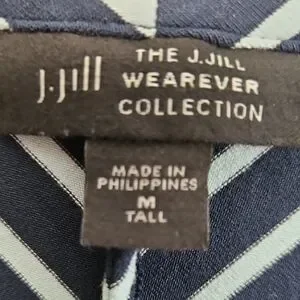 J.Jill
THE J.JILL
WEAREVER
COLLECTION
MADE IN
PHILIPPINES
M
TALL